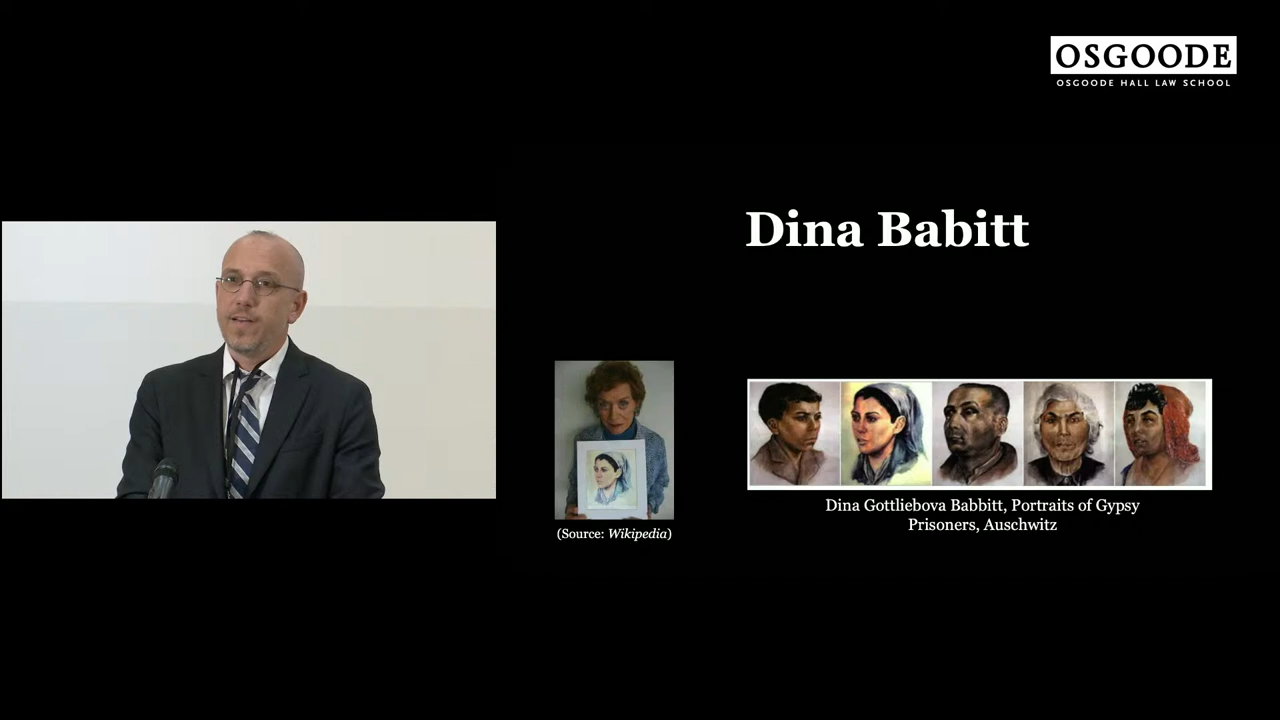 OSGOODE
OSGOODE HALL LAW SCHOOL
Dina Babitt
(Source: Wikipedia)
Dina Gottliebova Babbitt, Portraits of Gypsy
Prisoners, Auschwitz